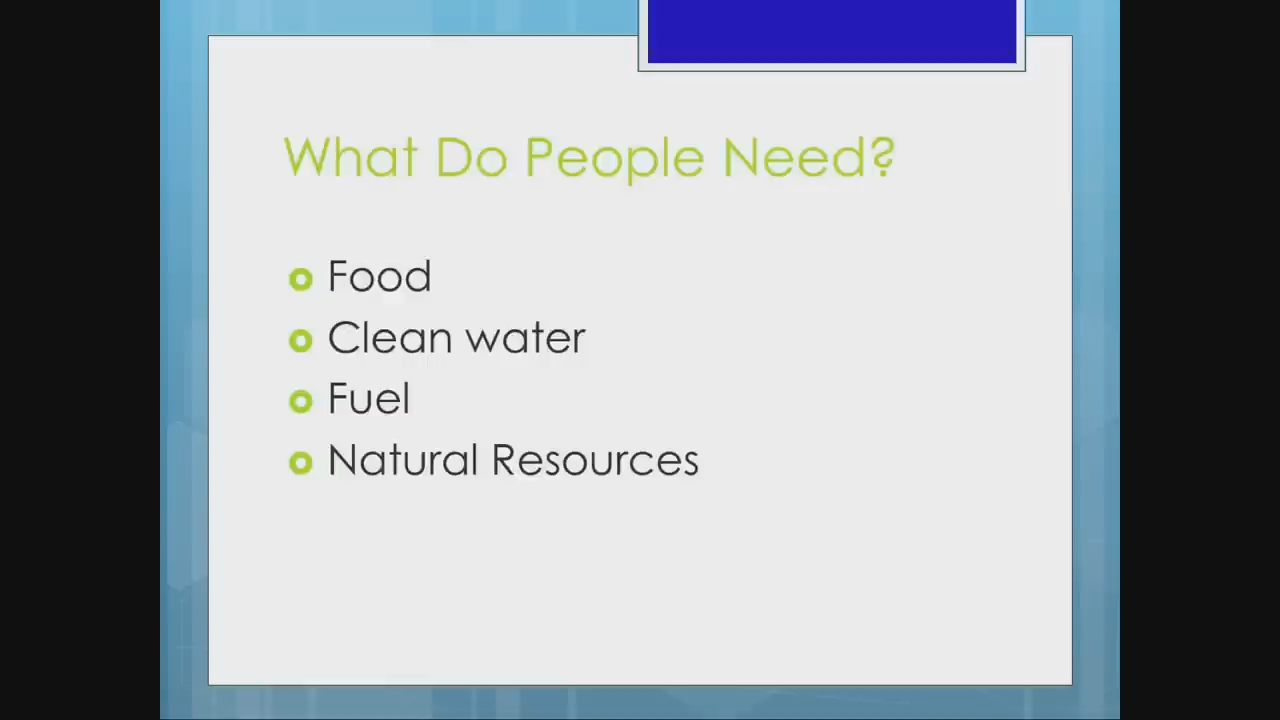 What Do People Need?
Food
Clean water
Fuel
Natural Resources